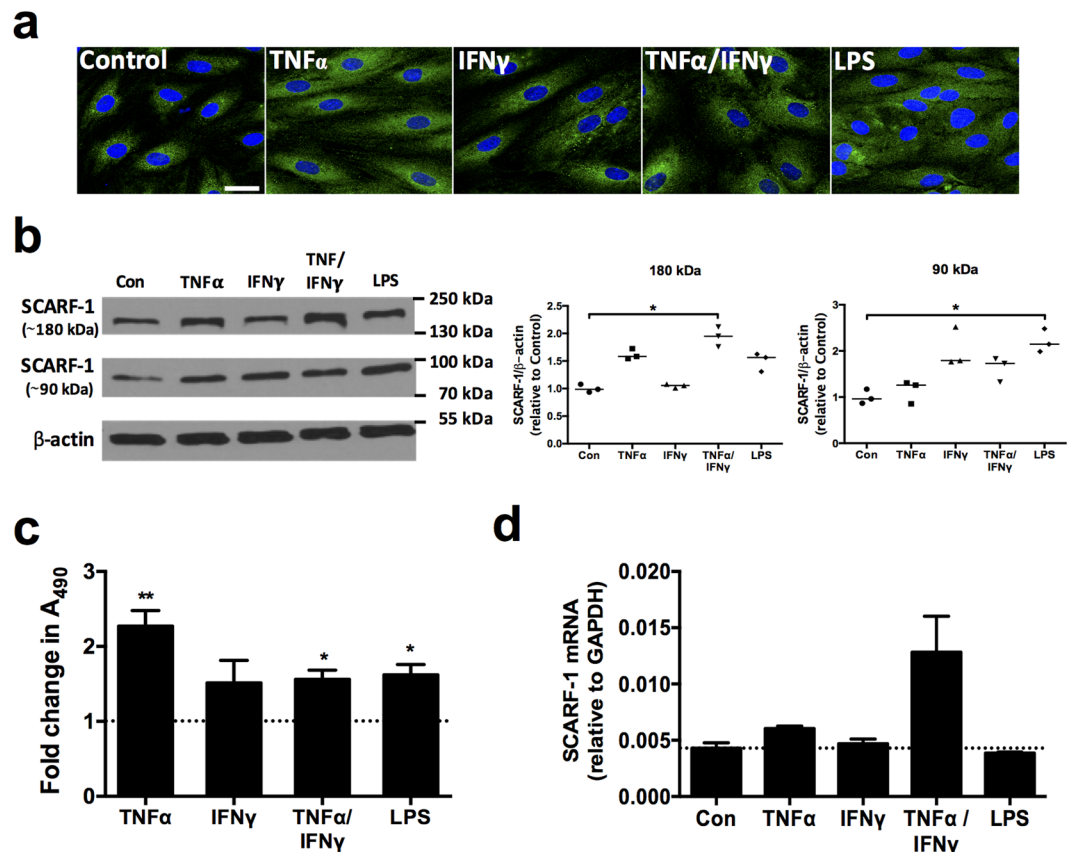 a
Control TNFα IFNγ TNFα/IFNγ LPS
b
Con TNFα IFNγ TNF/ IFNγ LPS
SCARF-1
(~180 kDa)
250 kDa
130 kDa
SCARF-1
(~90 kDa)
100 kDa
70 kDa
β-actin
55 kDa
180 kDa
SCARF-1/β-actin
(relative to Control)
2.5
2.0
1.5
1.0
0.5
0.0
*
Con TNFα IFNγ TNFα/ IFNγ LPS
90 kDa
SCARF-1/β-actin
(relative to Control)
3
2
1
0
*
Con TNFα IFNγ TNFα/ IFNγ LPS
c
Fold change in A490
3
2
1
0
** * *
TNFα IFNγ TNFα/ LPS
IFNγ
d
SCARF-1 mRNA
(relative to GAPDH)
0.020
0.015
0.010
0.005
0.000
Con TNFα IFNγ TNFα / LPS
IFNγ